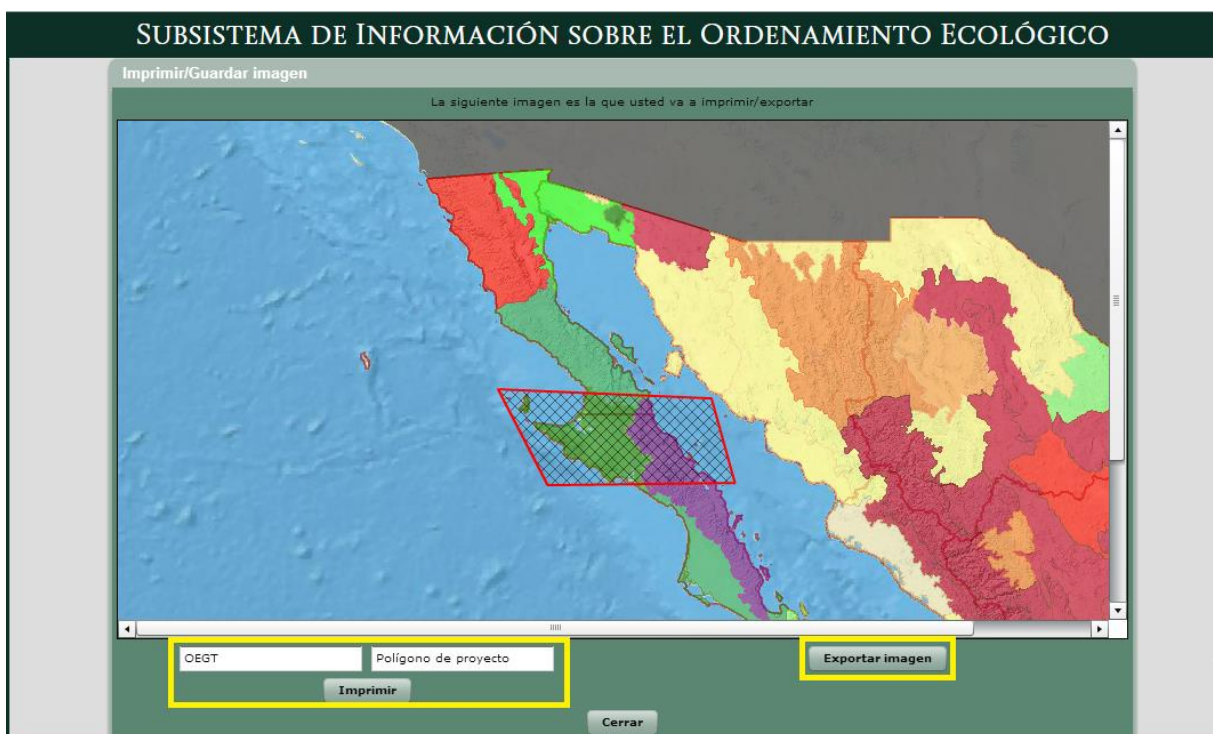 SUBSISTEMA DE INFORMACIÓN SOBRE EL ORDENAMIENTO ECOLÓGICO
Imprimir/Guardar imagen
La siguiente imagen es la que usted va a imprimir/exportar
OEGT
Polígono de proyecto
Exportar imagen
Imprimir
Cerrar